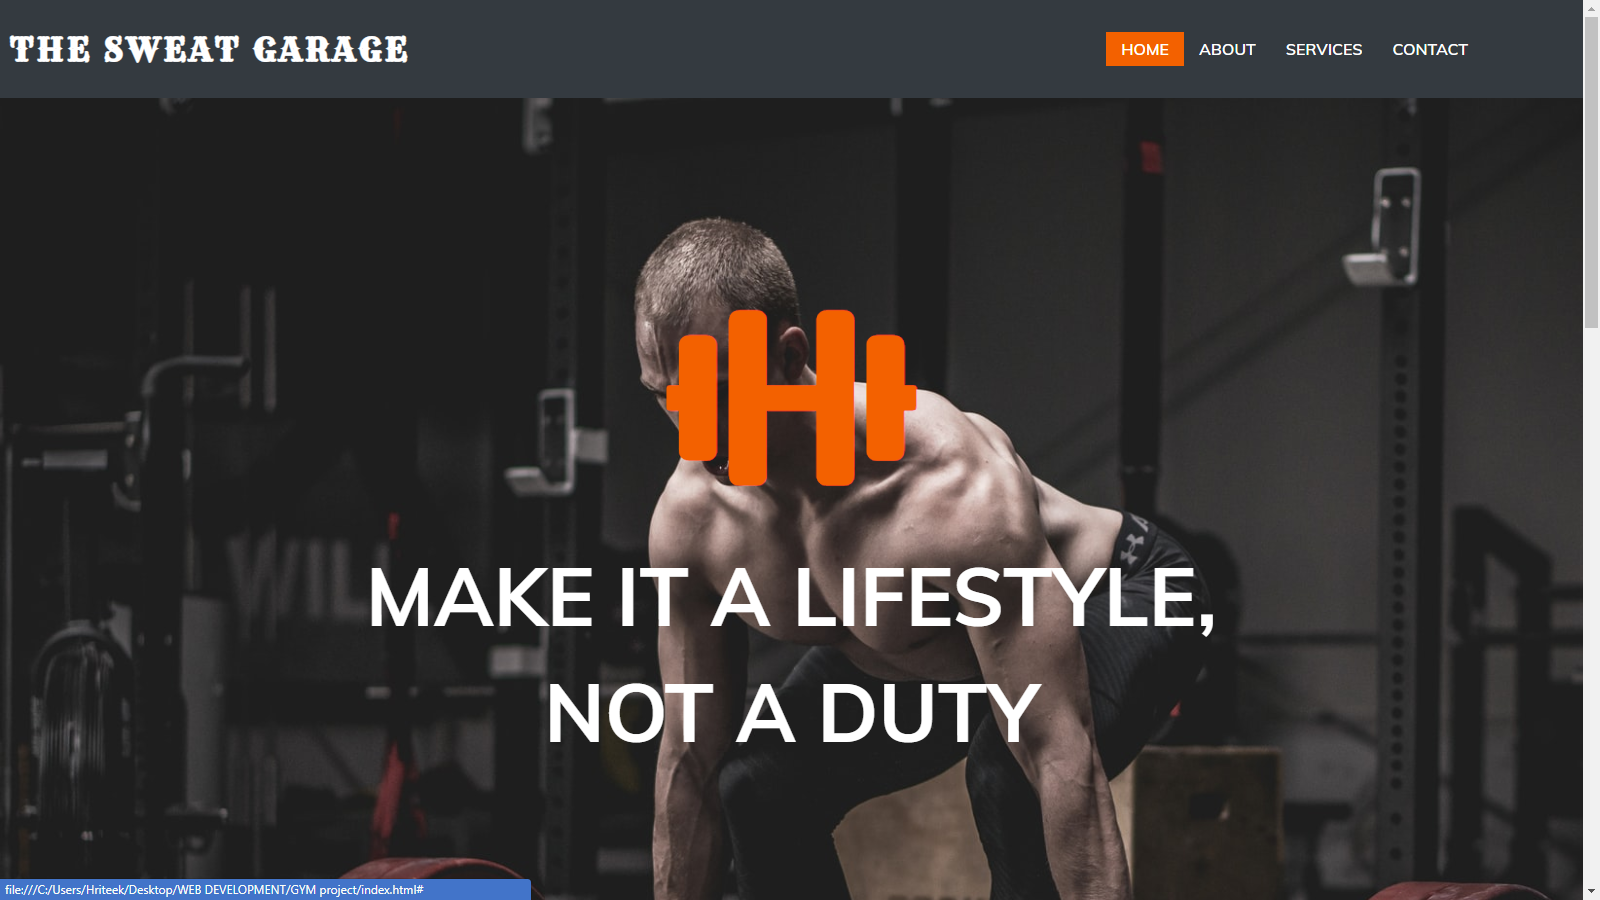 THE SWEAT GARAGE
HOME ABOUT SERVICES CONTACT
WILL
MAKE IT A LIFESTYLE,
NOT A DUTY
file:///C:/Users/Hriteek/Desktop/WEB DEVELOPMENT/GYM project/index.html#